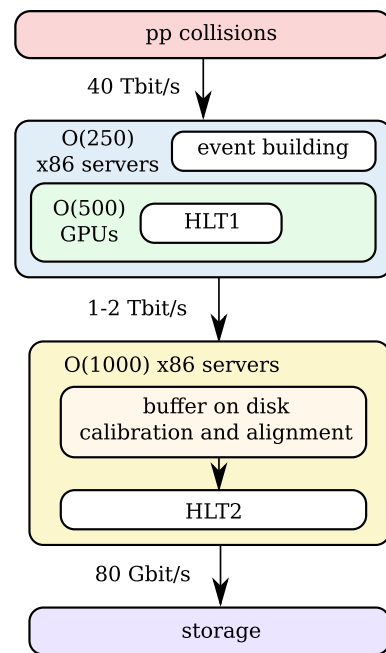 pp collisions
40 Tbit/s
O(250)
x86 servers
event building
O(500)
GPUs
HLT1
1-2 Tbit/s
O(1000) x86 servers
buffer on disk
calibration and alignment
HLT2
80 Gbit/s
storage